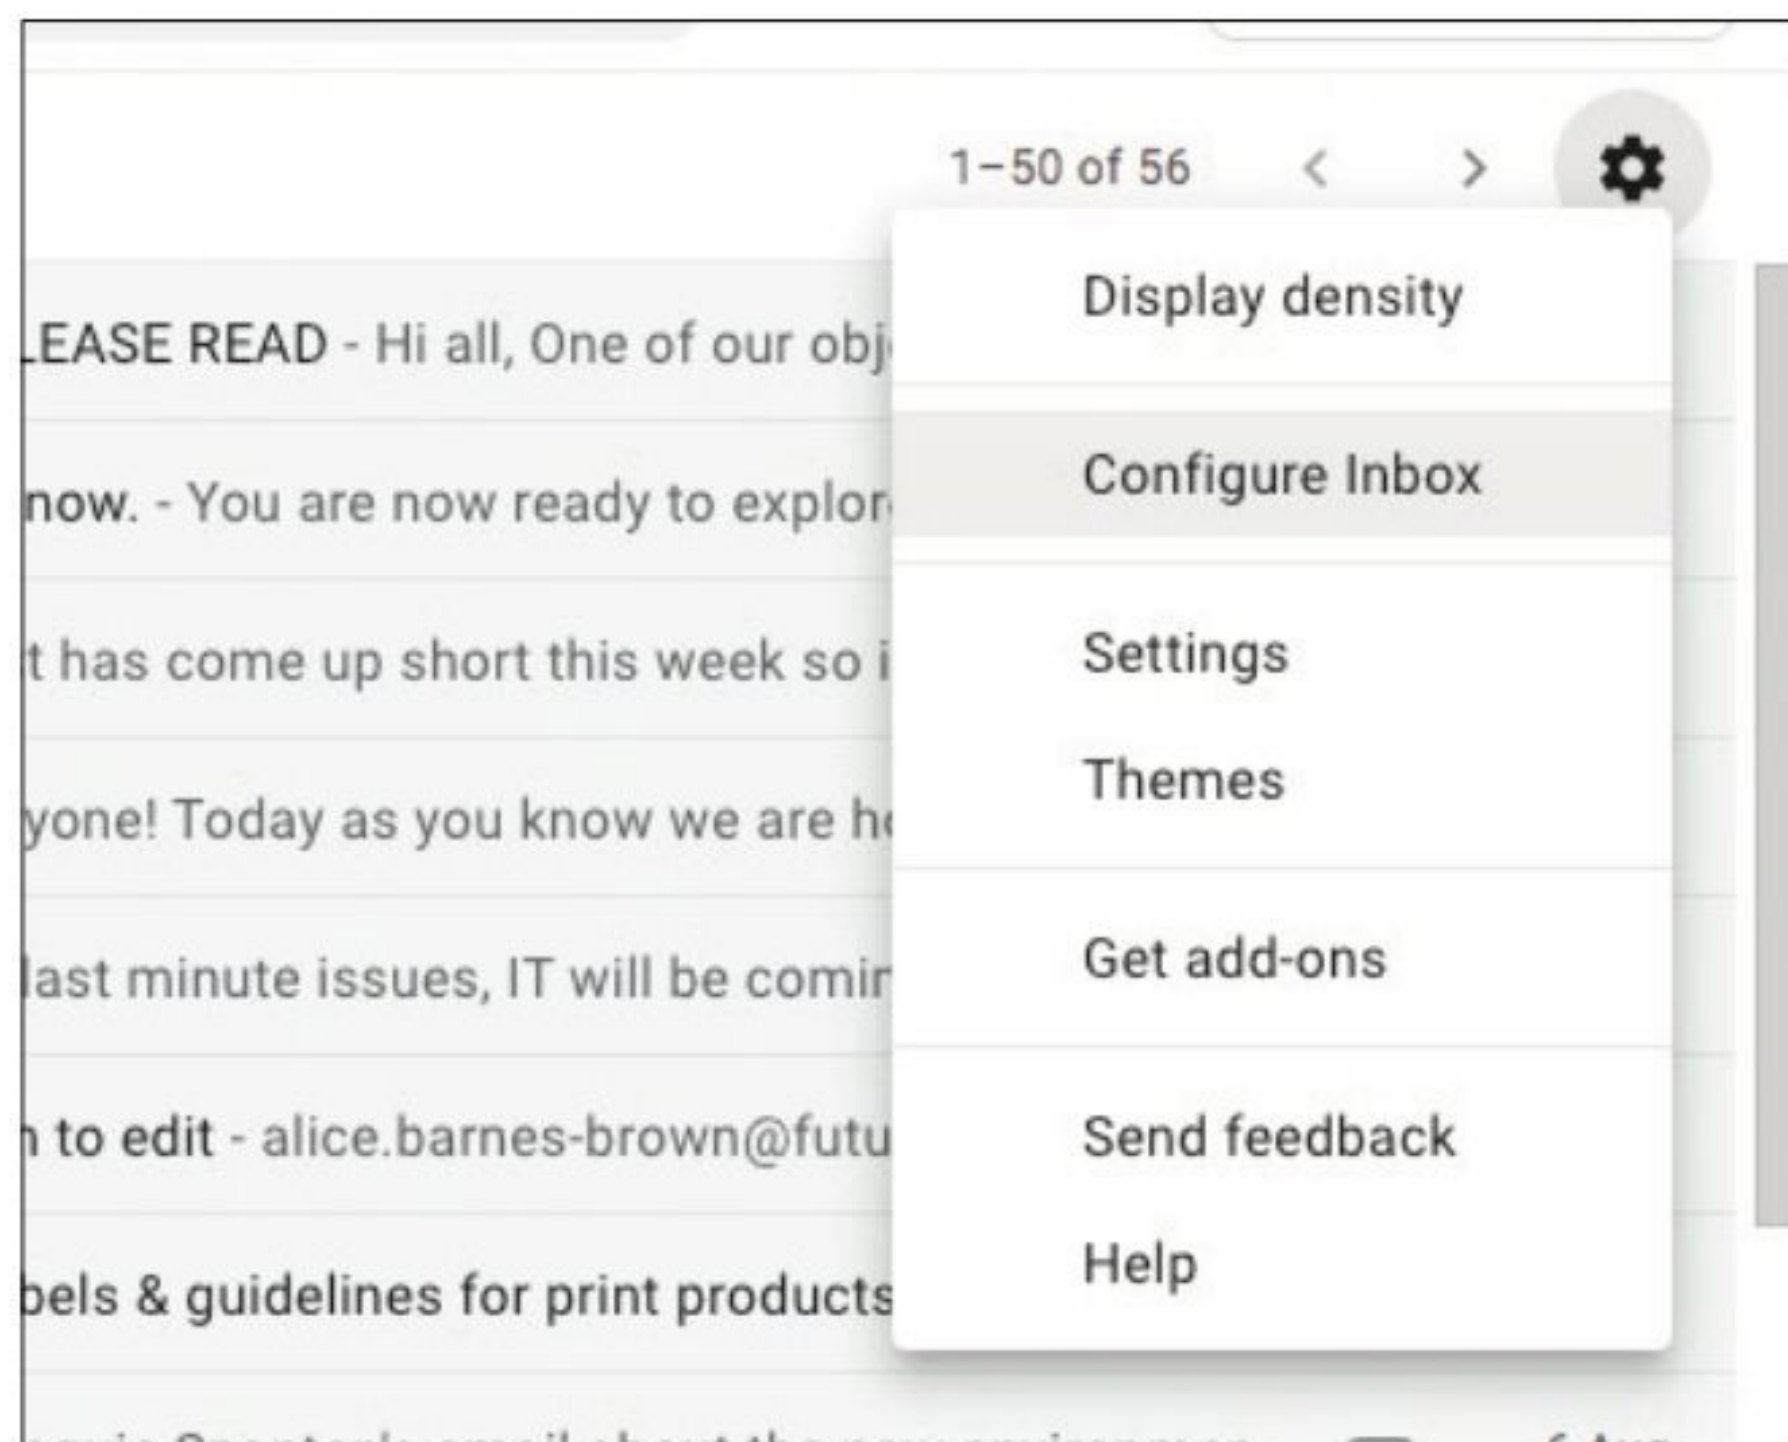 1–50 of 56
Display density
LEASE READ - Hi all, One of our obj
Configure Inbox
now. - You are now ready to explor
Settings
t has come up short this week so i
Themes
yone! Today as you know we are h
Get add-ons
last minute issues, IT will be comin
Send feedback
n to edit - alice.barnes-brown@futu
Help
bels & guidelines for print products